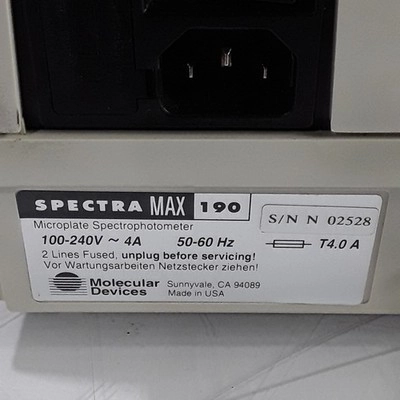 SPECTRA MAX 190
Microplate Spectrophotometer
S/N N 02528
100-240V ~ 4A 50-60 Hz T4.0 A
2 Lines Fused, unplug before servicing!
Vor Wartungsarbeiten Netzstecker ziehen!
Molecular Devices
Sunnyvale, CA 94089
Made in USA